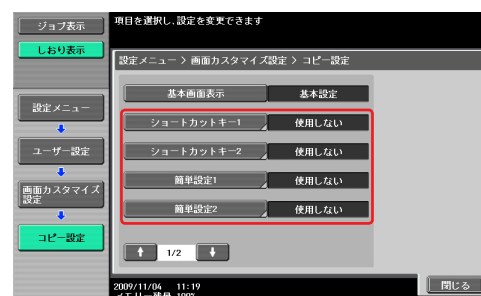 ジョブ表示
項目を選択し、設定を変更できます
しおり表示
設定メニュー > 画面カスタマイズ設定 > コピー設定
基本画面表示 基本設定
設定メニュー
ショートカットキー1 使用しない
ユーザー設定
ショートカットキー2 使用しない
簡単設定1 使用しない
画面カスタマイズ
設定
簡単設定2 使用しない
コピー設定
1/2
2009/11/04 11:19
メモリー残量 100%
閉じる